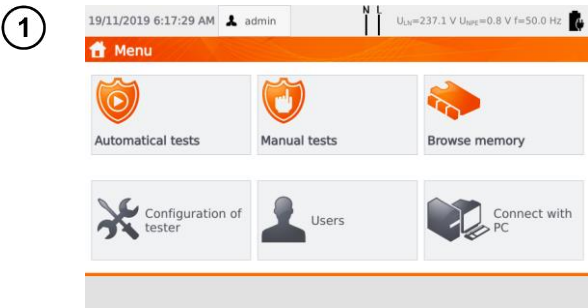 1
N L
19/11/2019 6:17:29 AM admin ULN=237.1 V UNPE=0.8 V f=50.0 Hz
Menu
Automatical tests Manual tests Browse memory
Configuration of tester Users Connect with PC